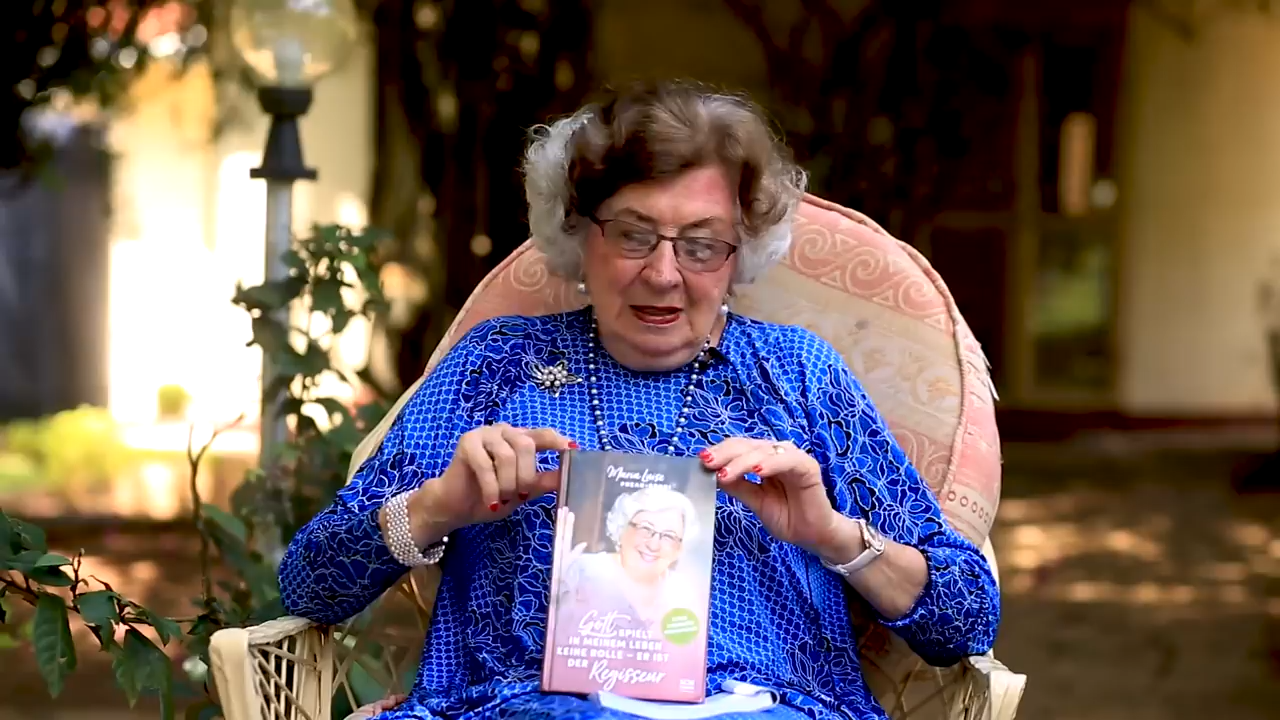 Maria Luise
Gott SPIELT
IN MEINEM LEBEN
KEINE ROLLE – ER IST
DER Regisseur